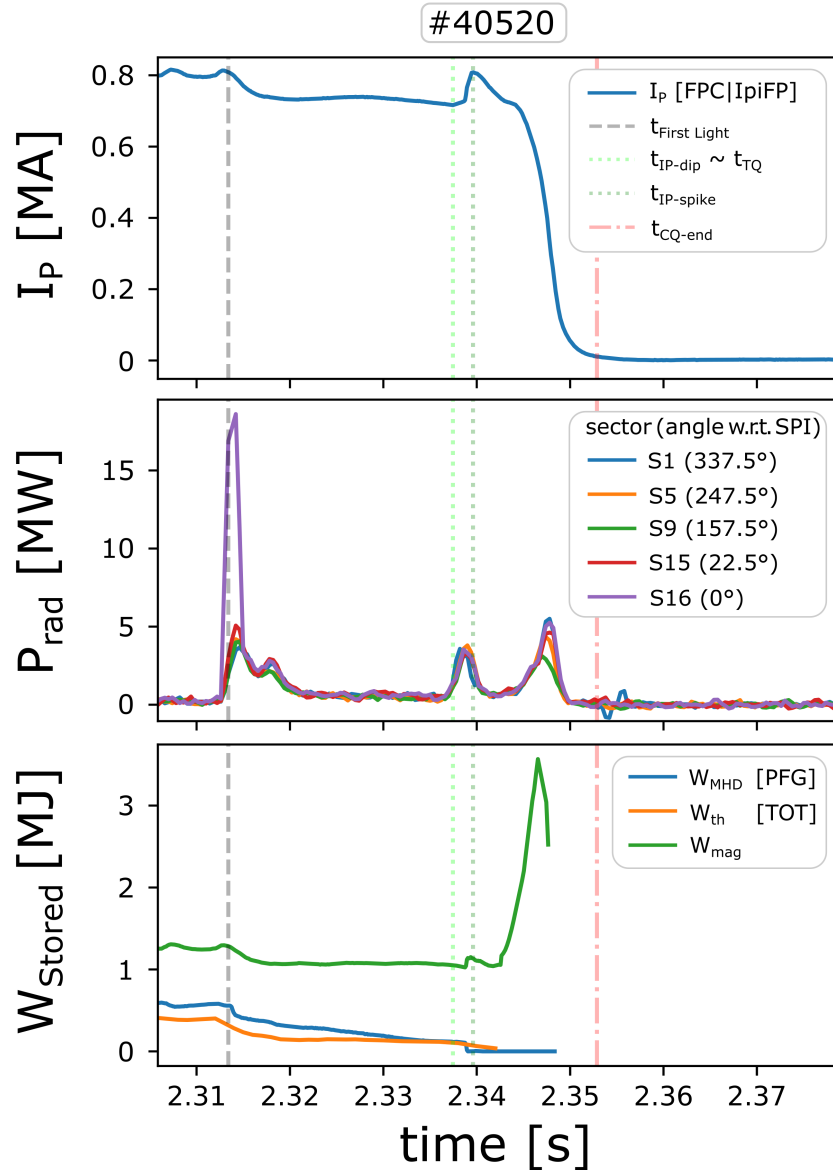 #40520
I_P [MA]
0.8
0.6
0.4
0.2
0
I_P [FPC|IpiFP]
t_First Light
t_IP-dip ~ t_TQ
t_IP-spike
t_CQ-end
P_rad [MW]
15
10
5
0
sector (angle w.r.t. SPI)
S1 (337.5°)
S5 (247.5°)
S9 (157.5°)
S15 (22.5°)
S16 (0°)
W_Stored [MJ]
3
2
1
0
W_MHD [PFG]
W_th [TOT]
W_mag
2.31 2.32 2.33 2.34 2.35 2.36 2.37
time [s]